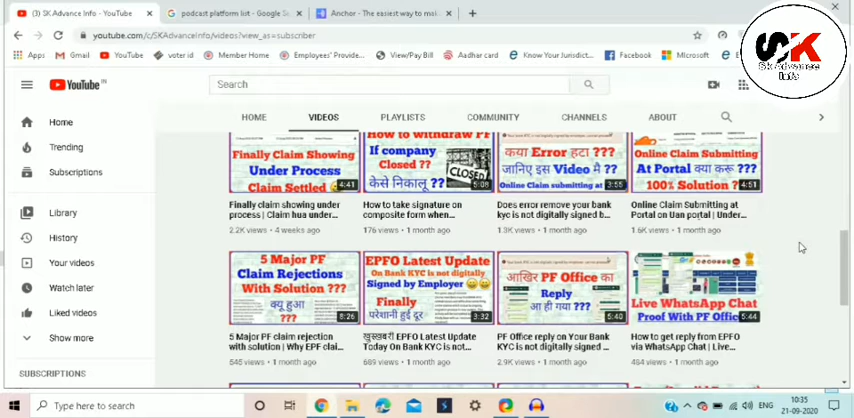 (3) SK Advance Info - YouTube
podcast platform list - Google Se
Anchor - The easiest way to mak
youtube.com/c/SKAdvanceInfo/videos?view_as=subscriber
Apps
Gmail
YouTube
voter id
Member Home
Employees' Provide...
View/Pay Bill
Aadhar card
Know Your Jurisdict...
Facebook
Microsoft
SK
SK Advance
Info
YouTube IN
Search
HOME
VIDEOS
PLAYLISTS
COMMUNITY
CHANNELS
ABOUT
Home
Trending
Subscriptions
Library
History
Your videos
Watch later
Liked videos
Show more
SUBSCRIPTIONS
Finally Claim Showing
Under Process
Claim Settled
4:41
How to withdraw PF
If company
Closed ??
CLOSED
कैसे निकालू ??
5:08
क्या Error हटा ???
जानिए इस Video मै ??
Online Claim submitting at
3:55
Online Claim Submitting
At Portal क्या करू ???
100% Solution ?
4:51
Finally claim showing under
process | Claim hua under...
2.2K views • 4 weeks ago
How to take signature on
composite form when...
176 views • 1 month ago
Does error remove your bank
kyc is not digitally signed b...
1.3K views • 1 month ago
Online Claim Submitting at
Portal on Uan portal | Under...
1.6K views • 1 month ago
5 Major PF
Claim Rejections
With Solution ???
क्यू हुआ
???
8:26
EPFO Latest Update
On Bank KYC is not digitally
Signed by Employer
Finally
परेशानी हुई दूर
3:32
आखिर PF Office का
Reply
आ ही गया ???
5:40
Live WhatsApp Chat
Proof With PF Office
5:44
5 Major PF claim rejection
with solution | Why EPF clai...
545 views • 1 month ago
खुस्ख़बरी EPFO Latest Update
Today On Bank KYC is not...
689 views • 1 month ago
PF Office reply on Your Bank
KYC is not digitally signed ...
2.9K views • 1 month ago
How to get reply from EPFO
via WhatsApp Chat | Live...
484 views • 1 month ago
Type here to search
ENG
10:35
21-09-2020